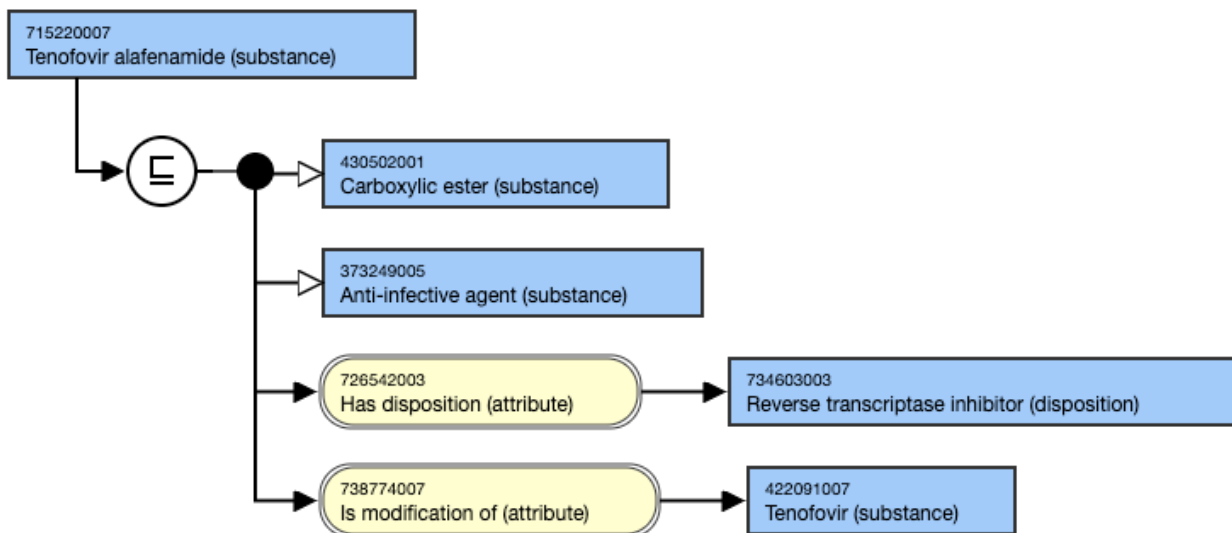 715220007
Tenofovir alafenamide (substance)
⊑
430502001
Carboxylic ester (substance)
373249005
Anti-infective agent (substance)
726542003
Has disposition (attribute)
734603003
Reverse transcriptase inhibitor (disposition)
738774007
Is modification of (attribute)
422091007
Tenofovir (substance)